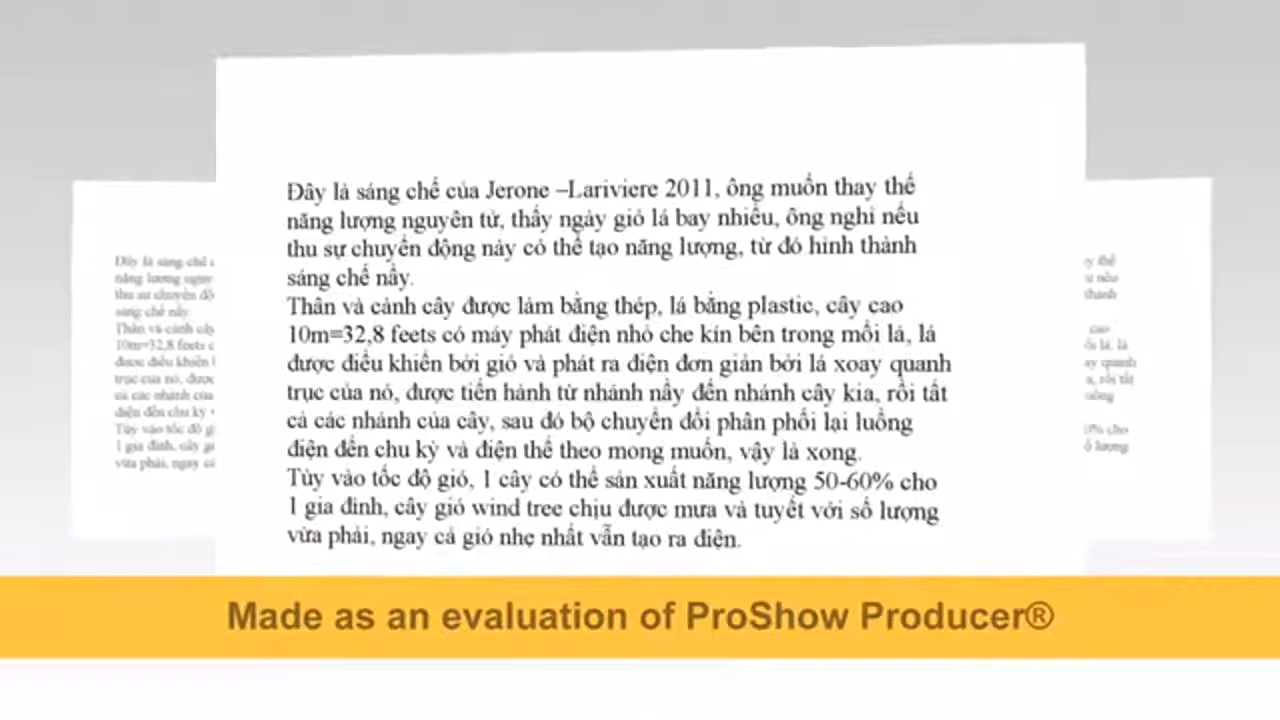 Đây là sáng chế của Jerone –Lariviere 2011, ông muốn thay thế
năng lượng nguyên tử, thấy ngày gió lá bay nhiều, ông nghỉ nếu
thu sự chuyển động này có thể tạo năng lượng, từ đó hình thành
sáng chế nầy.
Thân và cành cây được làm bằng thép, lá bằng plastic, cây cao
10m=32,8 feets có máy phát điện nhỏ che kín bên trong mỗi lá, lá
được điều khiển bởi gió và phát ra điện đơn giản bởi lá xoay quanh
trục của nó, được tiến hành từ nhánh nầy đến nhánh cây kia, rồi tất
cả các nhánh của cây, sau đó bộ chuyển đổi phân phối lại luồng
điện đến chu kỳ và điện thế theo mong muốn, vậy là xong.
Tùy vào tốc độ gió, 1 cây có thể sản xuất năng lượng 50-60% cho
1 gia đình, cây gió wind tree chịu được mưa và tuyết với số lượng
vừa phải, ngay cả gió nhẹ nhất vẫn tạo ra điện.
Made as an evaluation of ProShow Producer®